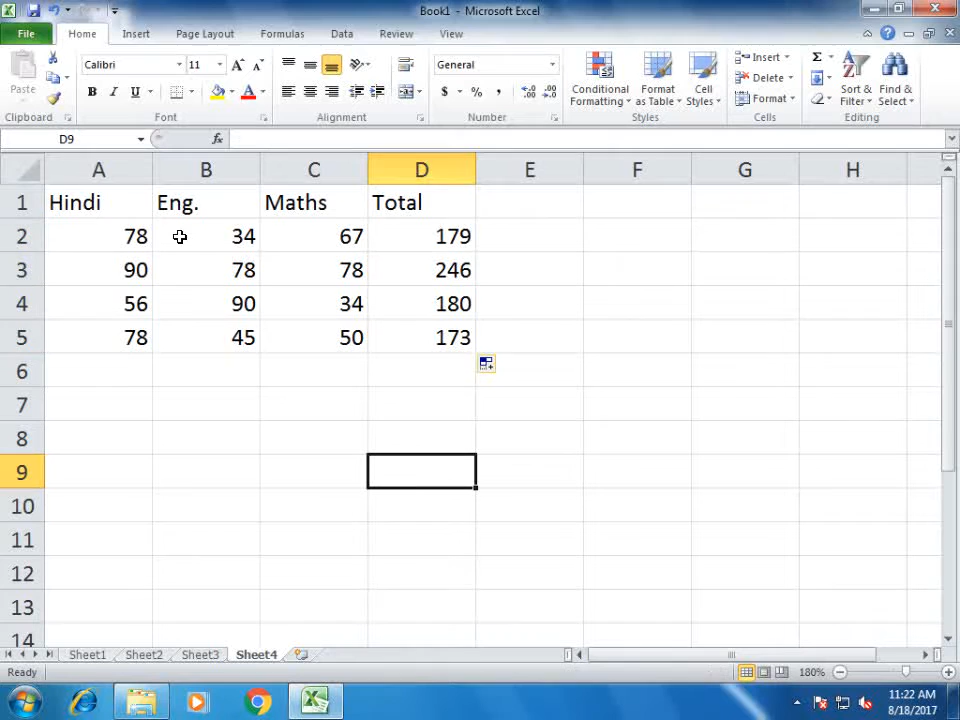 Book1 - Microsoft Excel
File Home Insert Page Layout Formulas Data Review View
Paste
Calibri 11
General
Conditional Formatting
Format as Table
Cell Styles
Insert
Delete
Format
Sort & Filter
Find & Select
Clipboard Font Alignment Number Styles Cells Editing
D9 fx
A B C D E F G H
1 Hindi Eng. Maths Total
2 78 34 67 179
3 90 78 78 246
4 56 90 34 180
5 78 45 50 173
6
7
8
9
10
11
12
13
14
Sheet1 Sheet2 Sheet3 Sheet4
Ready 180%
11:22 AM
8/18/2017